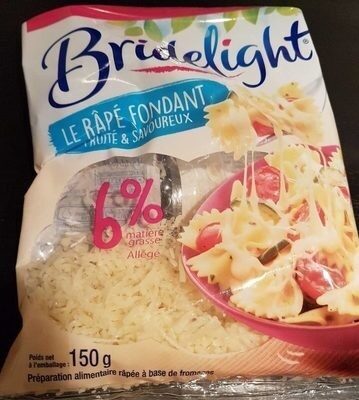 Bridelight®
LE RÂPÉ FONDANT
FRUITÉ & SAVOUREUX
6%
matière
grasse
Allégé
Poids net
à l'emballage : 150 g
Préparation alimentaire râpée à base de fromages